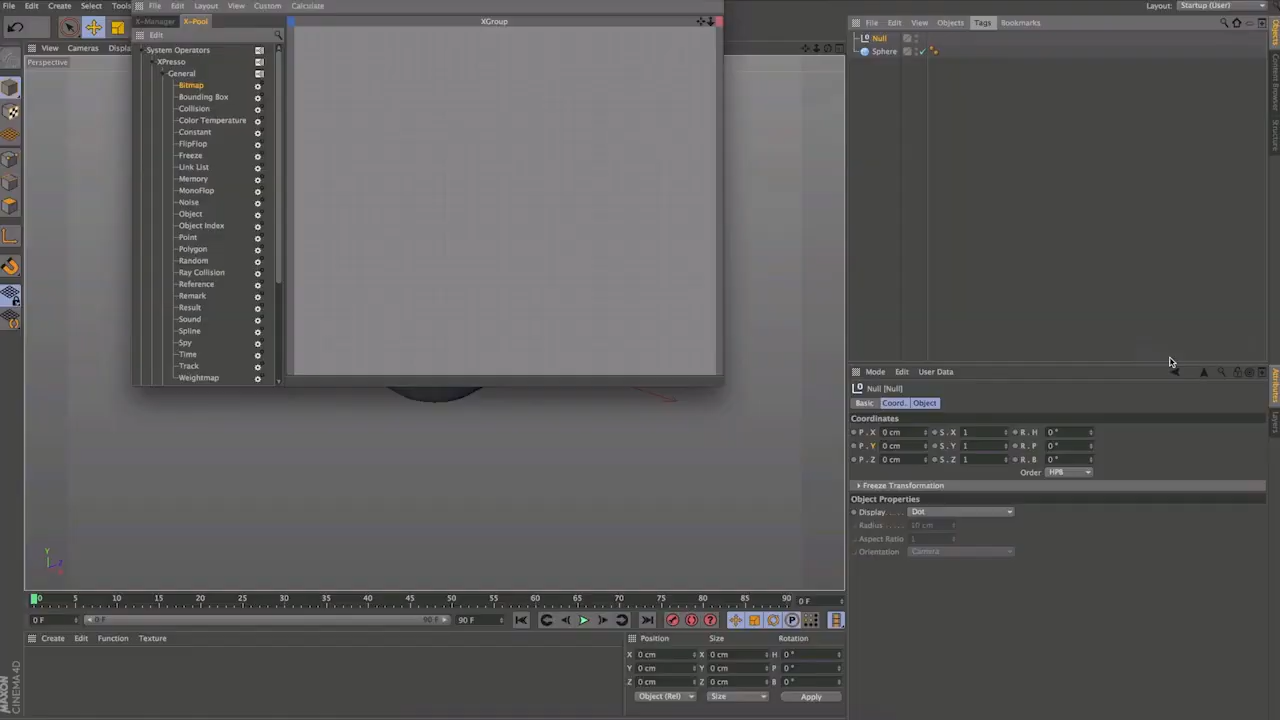 File Edit Create Select Tools
File Edit Layout View Custom Calculate
Layout: Startup (User)
X-Manager X-Pool XGroup
File Edit View Objects Tags Bookmarks
Edit
Null
View Cameras
Sphere
Perspective
System Operators
XPresso
General
Bitmap
Bounding Box
Collision
Color Temperature
Constant
FlipFlop
Freeze
Link List
Memory
MonoFlop
Noise
Object
Object Index
Point
Polygon
Random
Ray Collision
Reference
Remark
Result
Sound
Spline
Spy
Time
Track
Weightmap
Objects
Content Browser
Structure
Attributes
Layers
Mode Edit User Data
Null [Null]
Basic Coord. Object
Coordinates
P . X 0 cm S . X 1 R . H 0 °
P . Y 0 cm S . Y 1 R . P 0 °
P . Z 0 cm S . Z 1 R . B 0 °
Order HPB
Freeze Transformation
Object Properties
Display..... Dot
Radius ..... 10 cm
Aspect Ratio 1
Orientation Camera
Y
Z
0 5 10 15 20 25 30 35 40 45 50 55 60 65 70 75 80 85 90 0 F
0 F 0 F 90 F 90 F
Create Edit Function Texture
Position Size Rotation
X 0 cm X 0 cm H 0 °
Y 0 cm Y 0 cm P 0 °
Z 0 cm Z 0 cm B 0 °
Object (Rel) Size Apply
MAXON
CINEMA4D